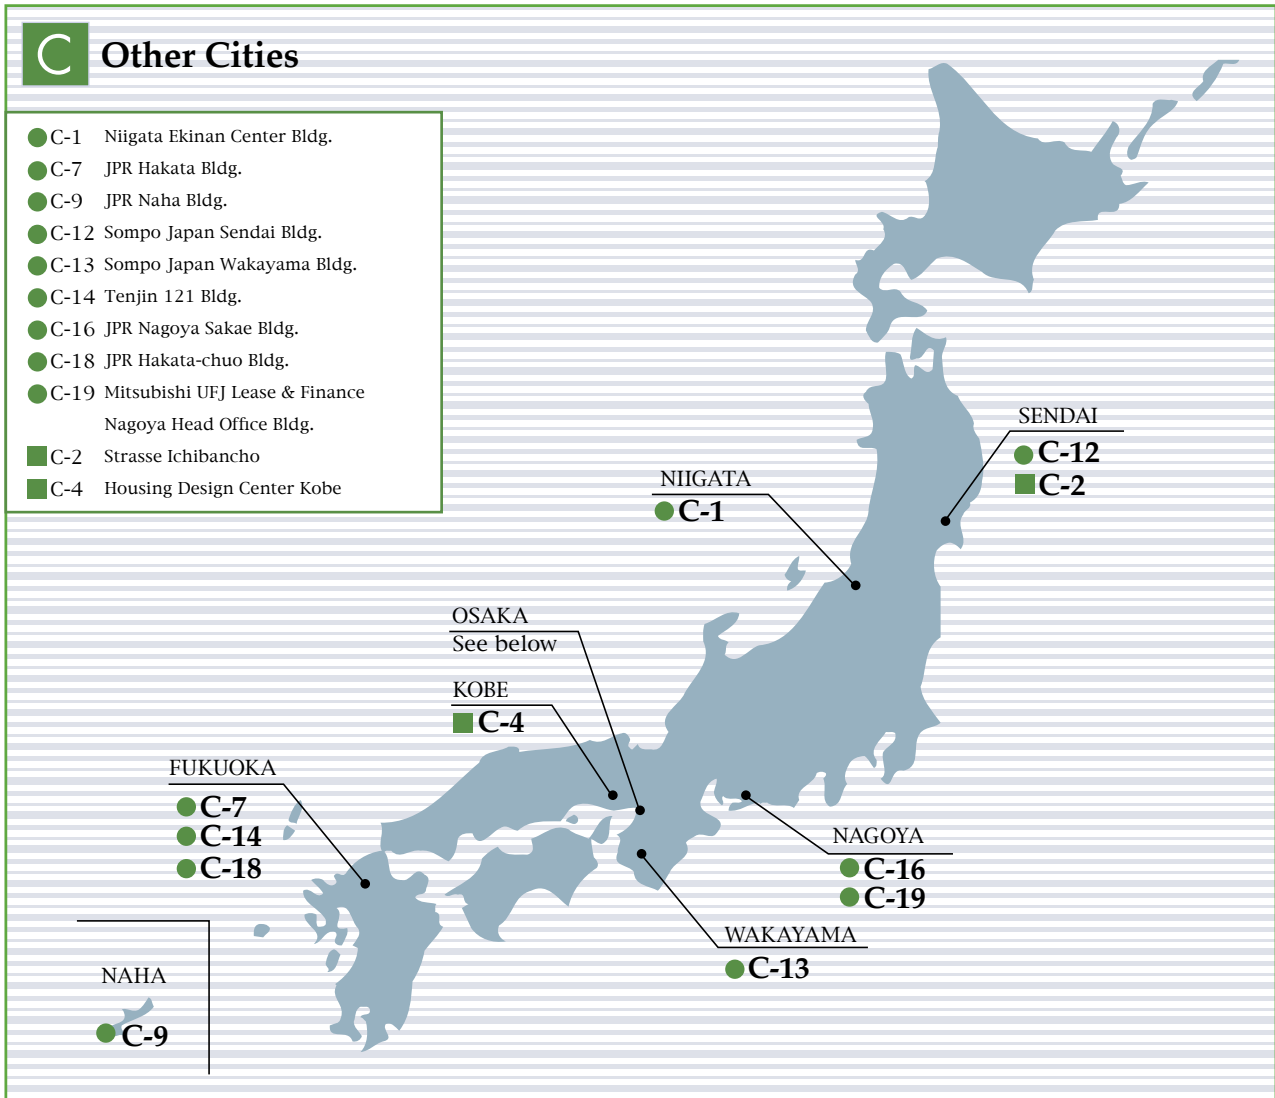 C Other Cities
C-1 Niigata Ekinan Center Bldg.
C-7 JPR Hakata Bldg.
C-9 JPR Naha Bldg.
C-12 Sompo Japan Sendai Bldg.
C-13 Sompo Japan Wakayama Bldg.
C-14 Tenjin 121 Bldg.
C-16 JPR Nagoya Sakae Bldg.
C-18 JPR Hakata-chuo Bldg.
C-19 Mitsubishi UFJ Lease & Finance
Nagoya Head Office Bldg.
C-2 Strasse Ichibancho
C-4 Housing Design Center Kobe
SENDAI
C-12
C-2
NIIGATA
C-1
OSAKA
See below
KOBE
C-4
FUKUOKA
C-7
C-14
C-18
NAGOYA
C-16
C-19
WAKAYAMA
C-13
NAHA
C-9